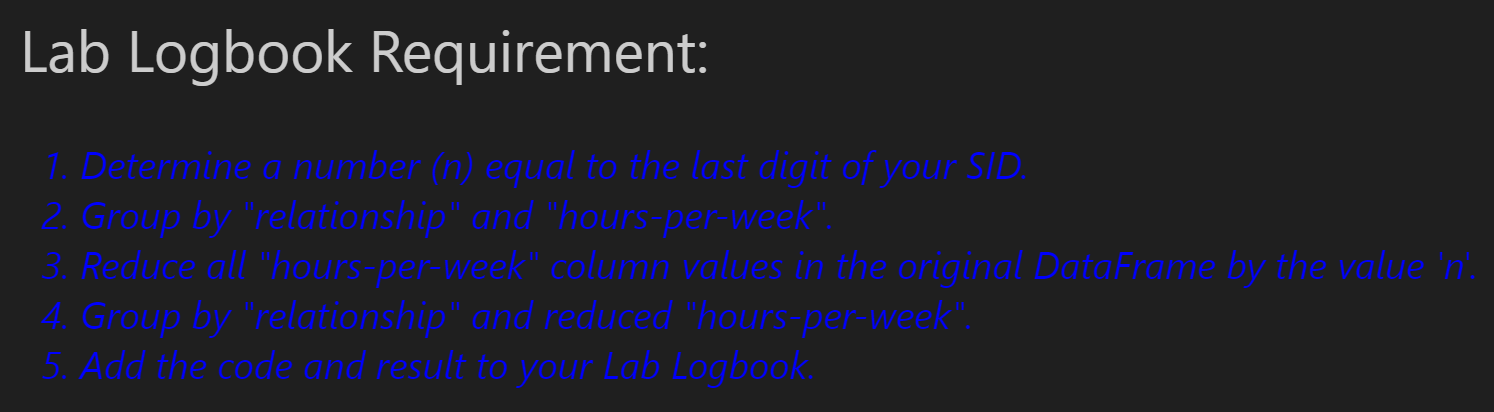 Lab Logbook Requirement:
1. Determine a number (n) equal to the last digit of your SID.
2. Group by "relationship" and "hours-per-week".
3. Reduce all "hours-per-week" column values in the original DataFrame by the value 'n'.
4. Group by "relationship" and reduced "hours-per-week".
5. Add the code and result to your Lab Logbook.